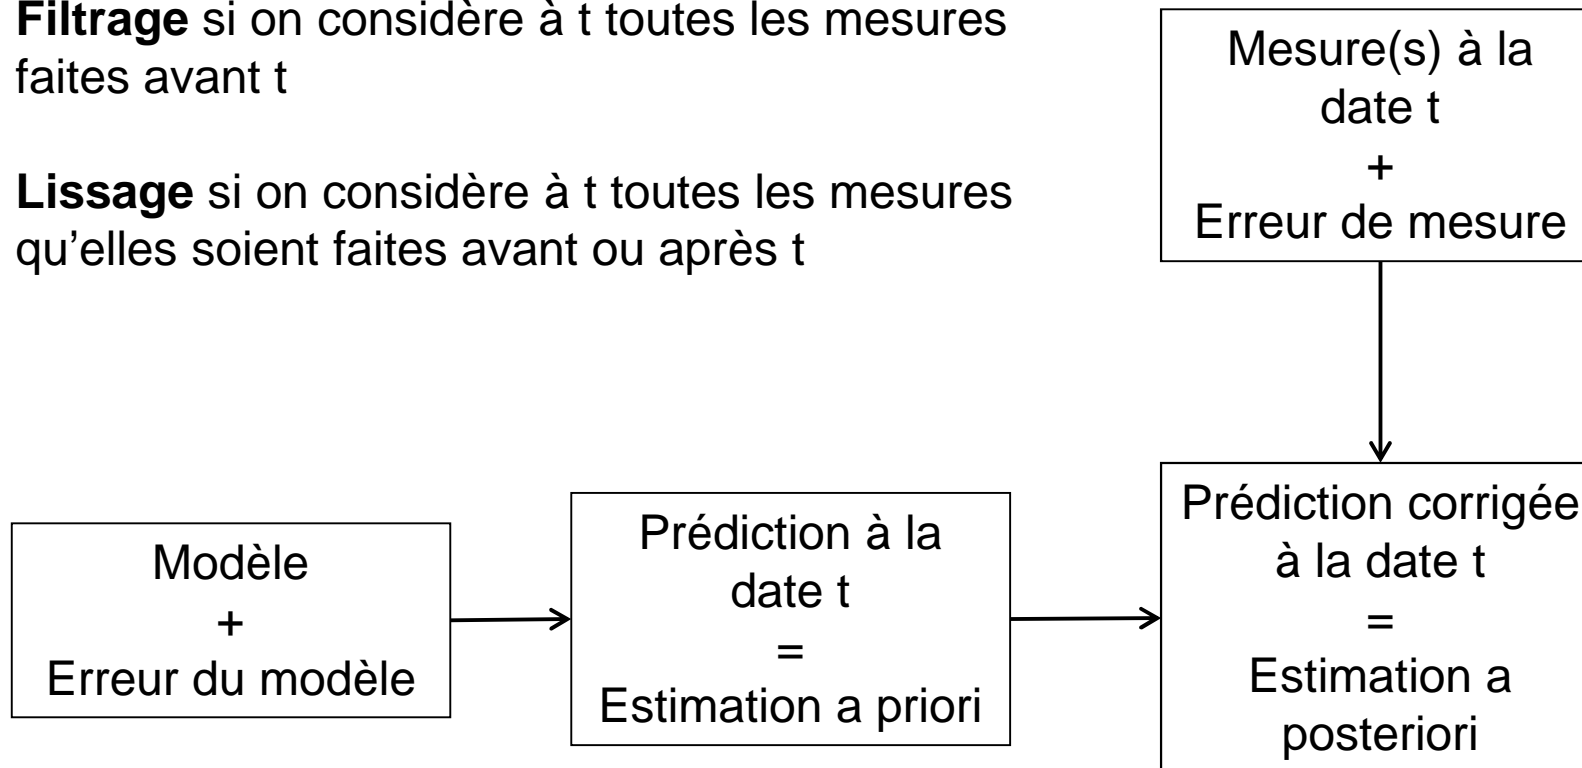 Filtrage si on considère à t toutes les mesures
faites avant t
Lissage si on considère à t toutes les mesures
qu'elles soient faites avant ou après t
Mesure(s) à la
date t
+
Erreur de mesure
Modèle
+
Erreur du modèle
Prédiction à la
date t
=
Estimation a priori
Prédiction corrigée
à la date t
=
Estimation a
posteriori